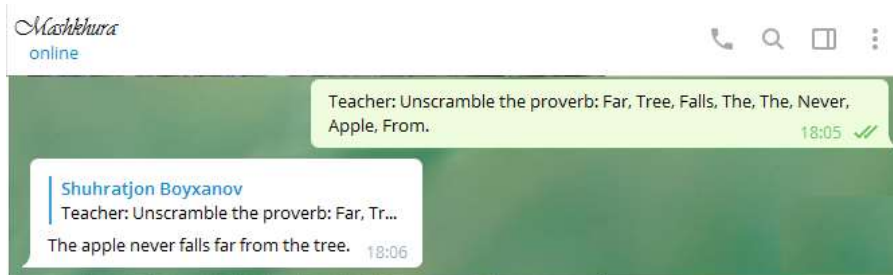 Mashkhura
online
Teacher: Unscramble the proverb: Far, Tree, Falls, The, The, Never,
Apple, From.
18:05
Shuhratjon Boyxanov
Teacher: Unscramble the proverb: Far, Tr...
The apple never falls far from the tree. 18:06